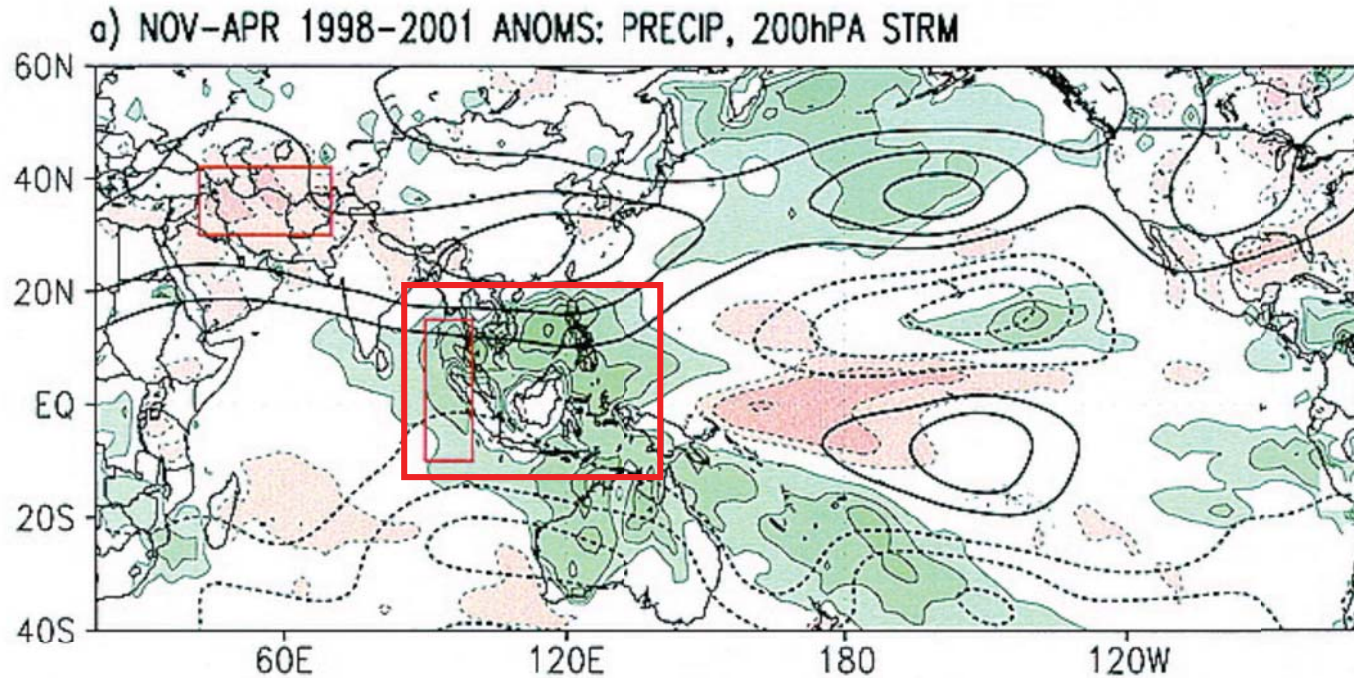 a) NOV-APR 1998-2001 ANOMS: PRECIP, 200hPA STRM
60N
40N
20N
EQ
20S
40S
60E 120E 180 120W